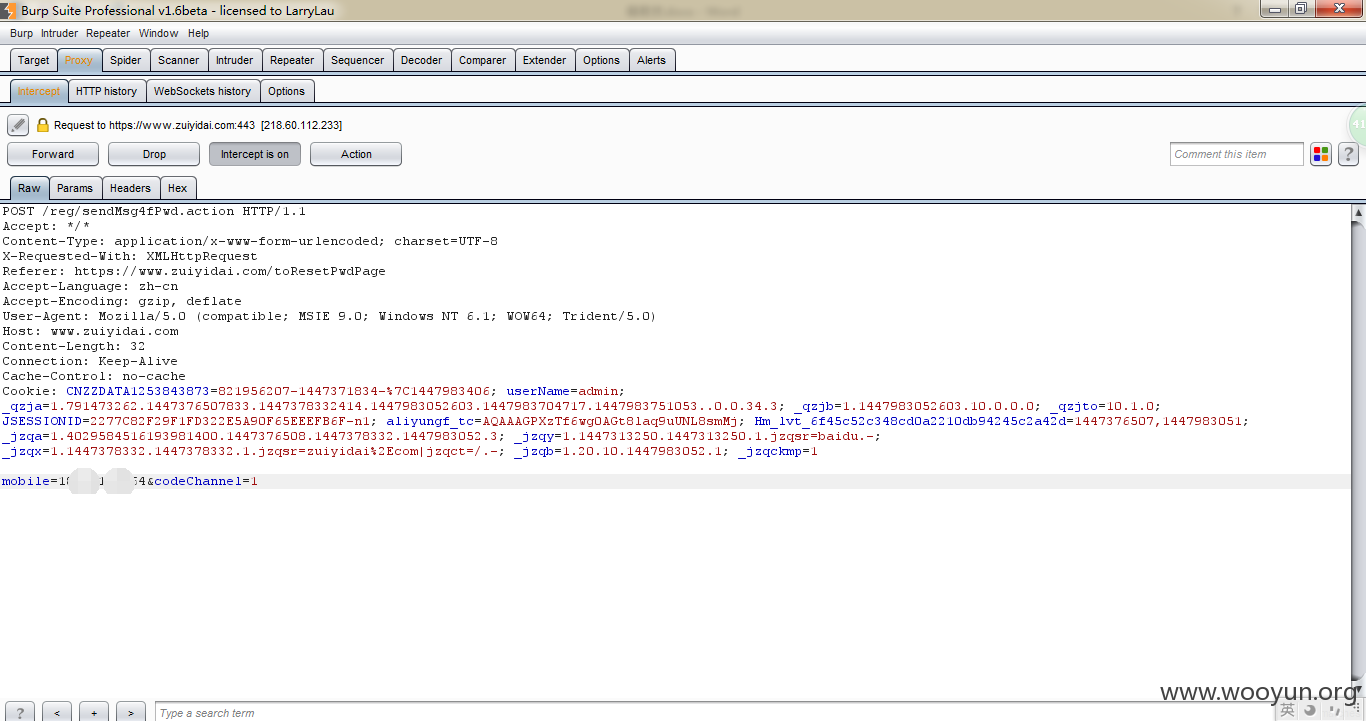 Burp Suite Professional v1.6beta - licensed to LarryLau
Burp Intruder Repeater Window Help
Target Proxy Spider Scanner Intruder Repeater Sequencer Decoder Comparer Extender Options Alerts
Intercept HTTP history WebSockets history Options
Request to https://www.zuiyidai.com:443 [218.60.112.233]
41
Forward Drop Intercept is on Action Comment this item ?
Raw Params Headers Hex
POST /reg/sendMsg4fPwd.action HTTP/1.1
Accept: */*
Content-Type: application/x-www-form-urlencoded; charset=UTF-8
X-Requested-With: XMLHttpRequest
Referer: https://www.zuiyidai.com/toResetPwdPage
Accept-Language: zh-cn
Accept-Encoding: gzip, deflate
User-Agent: Mozilla/5.0 (compatible; MSIE 9.0; Windows NT 6.1; WOW64; Trident/5.0)
Host: www.zuiyidai.com
Content-Length: 32
Connection: Keep-Alive
Cache-Control: no-cache
Cookie: CNZZDATA1253843873=821956207-1447371834-%7C1447983406; userName=admin;
_qzja=1.791473262.1447376507833.1447378332414.1447983052603.1447983704717.1447983751053..0.0.34.3; _qzjb=1.1447983052603.10.0.0.0; _qzjto=10.1.0;
JSESSIONID=2277C82F29F1FD322E5A90F65EEEFB6F-n1; aliyungf_tc=AQAAAGPXzTf6wg0AGt8laq9uUNL8smMj; Hm_lvt_6f45c52c348cd0a2210db94245c2a42d=1447376507,1447983051;
_jzqa=1.4029584516193981400.1447376508.1447378332.1447983052.3; _jzqy=1.1447313250.1447313250.1.jzqsr=baidu.-;
_jzqx=1.1447378332.1447378332.1.jzqsr=zuiyidai%2Ecom|jzqct=/.-; _jzqb=1.20.10.1447983052.1; _jzqckmp=1
mobile=18 1 64&codeChannel=1
www.wooyun.org
? < + > Type a search term 英